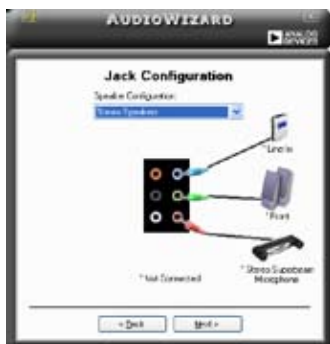 AUDIOWIZARD
ANALOG DEVICES
Jack Configuration
Speaker Configuration:
Stereo Speakers
*Line In
*Front
*Stereo Superbeam
Microphone
*Not Connected
< Back
Next >